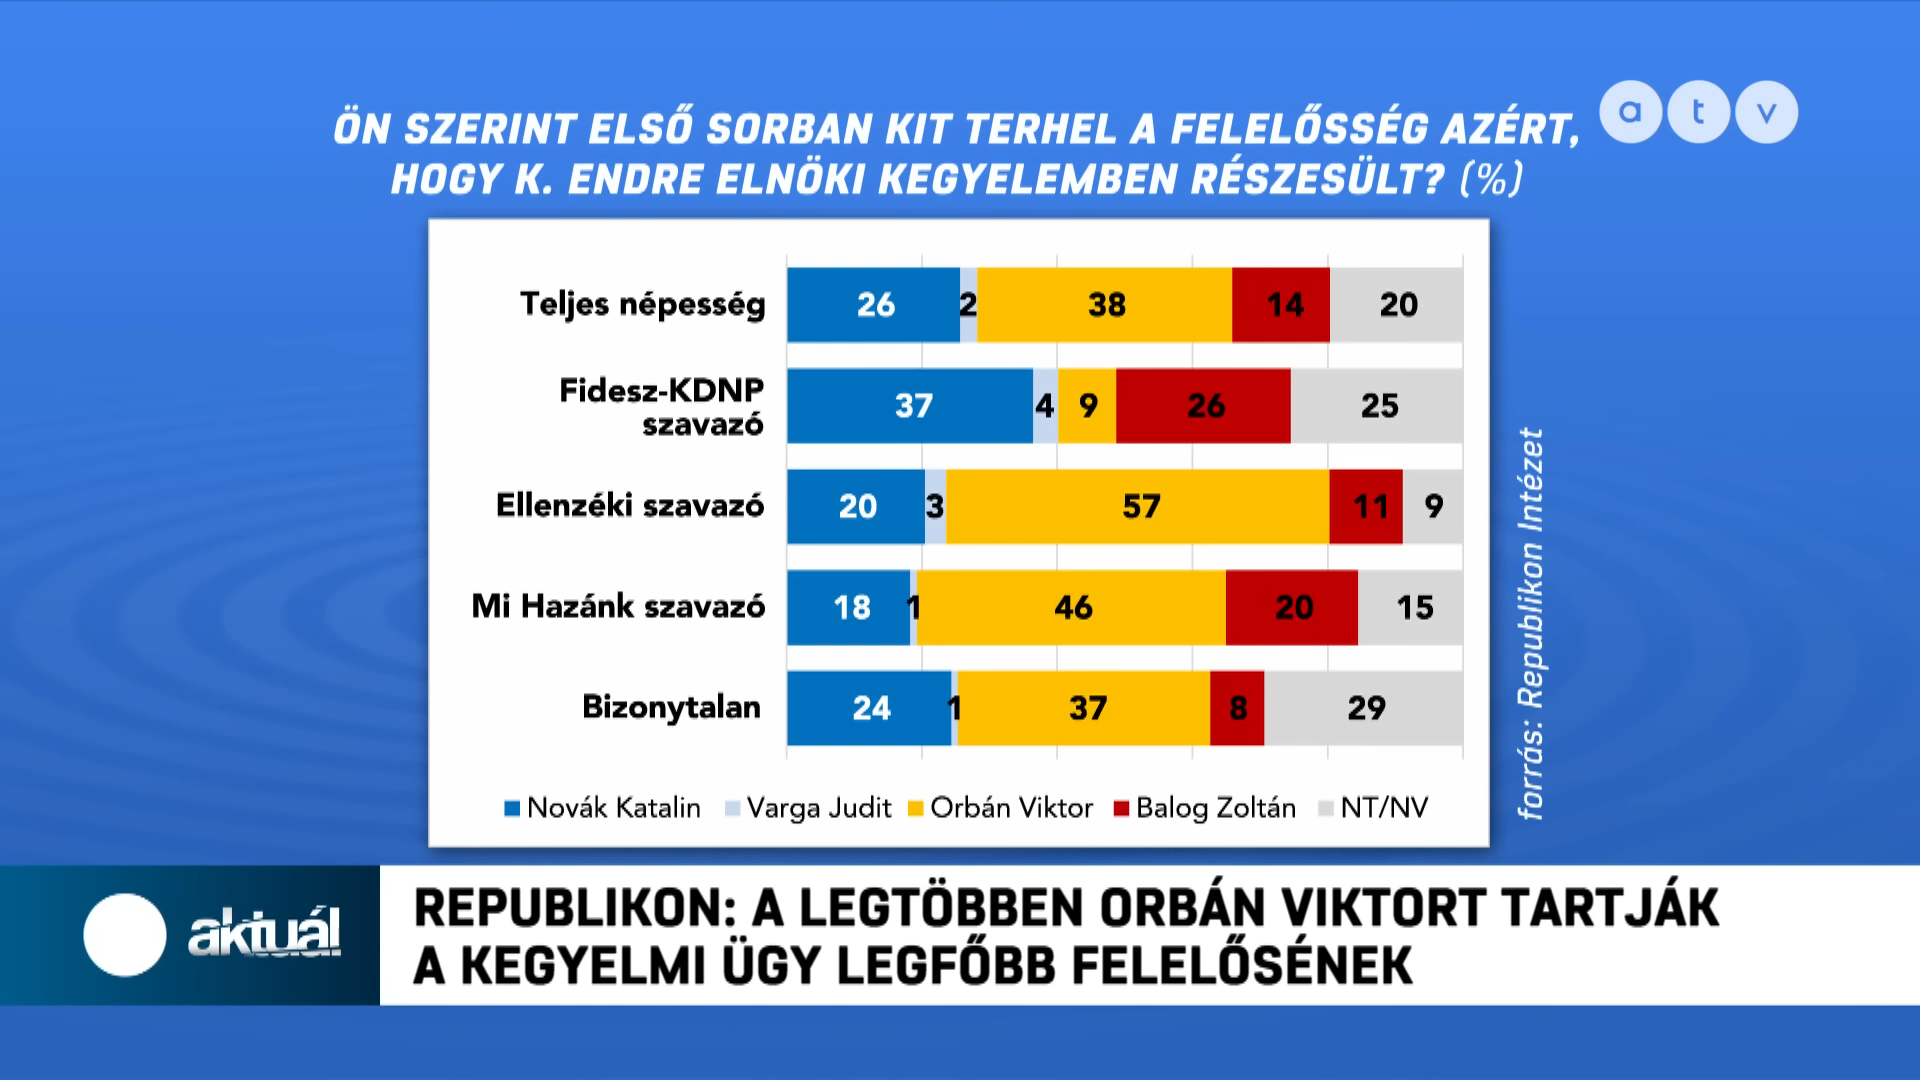 a t v
ÖN SZERINT ELSŐ SORBAN KIT TERHEL A FELELŐSSÉG AZÉRT,
HOGY K. ENDRE ELNÖKI KEGYELEMBEN RÉSZESÜLT? (%)
Teljes népesség 26 2 38 14 20
Fidesz-KDNP
szavazó 37 4 9 26 25
Ellenzéki szavazó 20 3 57 11 9
Mi Hazánk szavazó 18 1 46 20 15
Bizonytalan 24 1 37 8 29
Novák Katalin Varga Judit Orbán Viktor Balog Zoltán NT/NV
forrás: Republikon Intézet
aktuál
REPUBLIKON: A LEGTÖBBEN ORBÁN VIKTORT TARTJÁK
A KEGYELMI ÜGY LEGFŐBB FELELŐSÉNEK